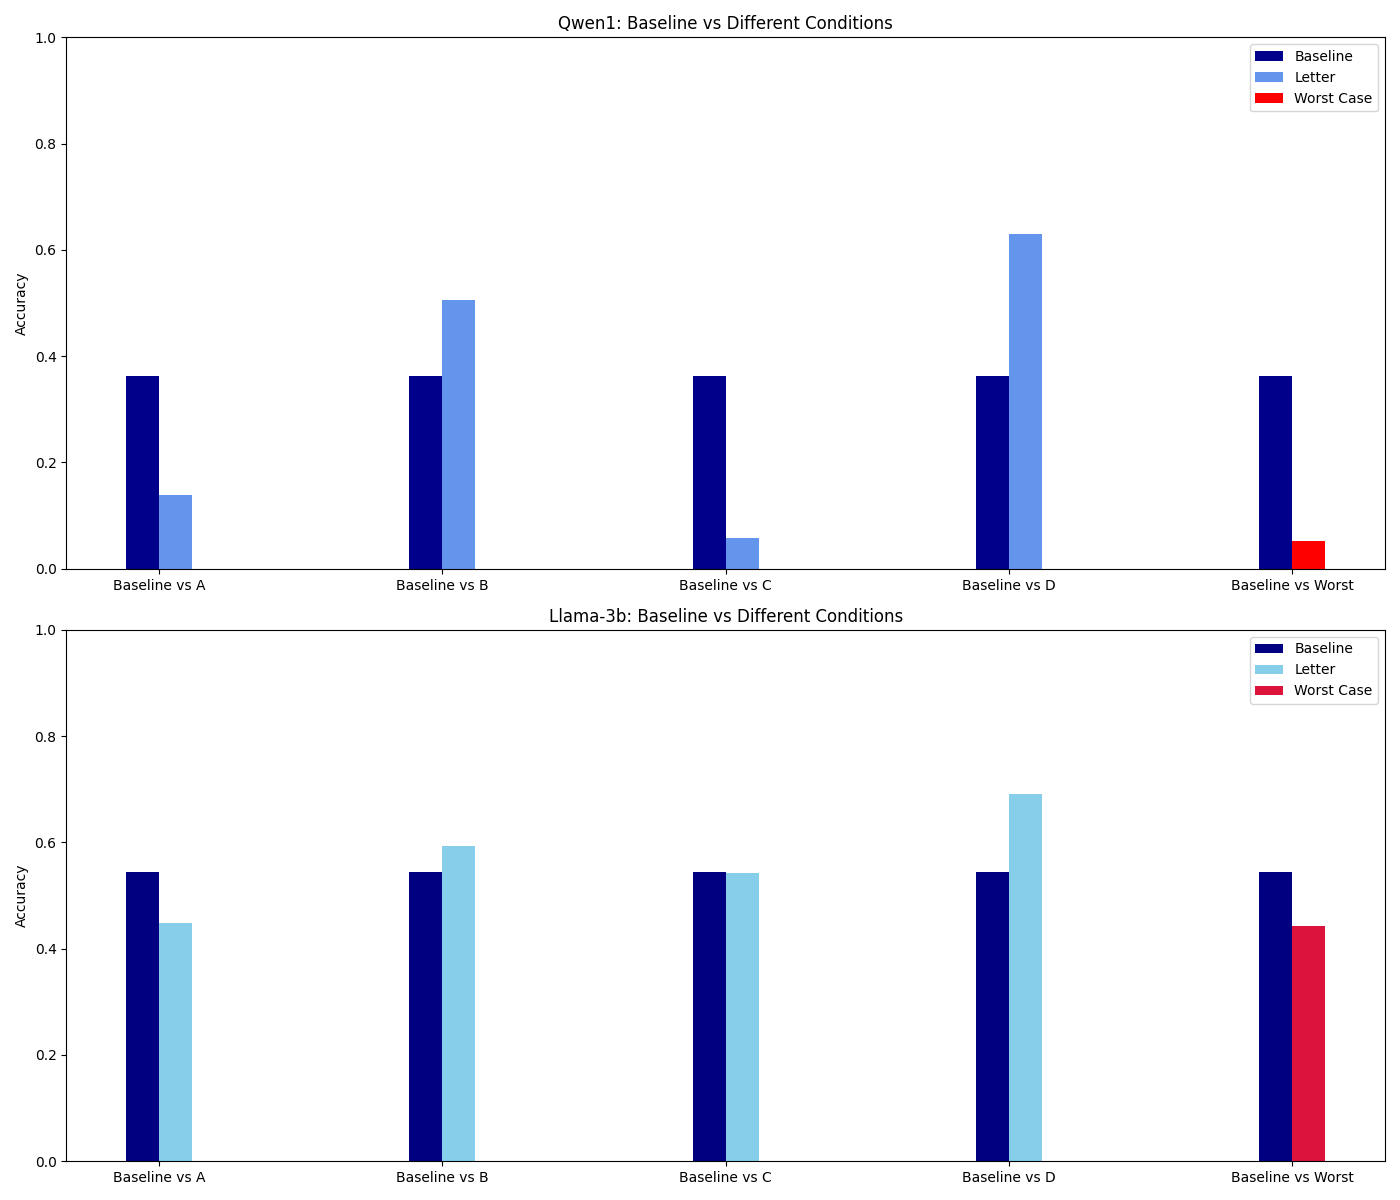 Qwen1: Baseline vs Different Conditions
1.0
0.8
0.6
0.4
0.2
0.0
Accuracy
Baseline
Letter
Worst Case
Baseline vs A
Baseline vs B
Baseline vs C
Baseline vs D
Baseline vs Worst
Llama-3b: Baseline vs Different Conditions
1.0
0.8
0.6
0.4
0.2
0.0
Accuracy
Baseline
Letter
Worst Case
Baseline vs A
Baseline vs B
Baseline vs C
Baseline vs D
Baseline vs Worst